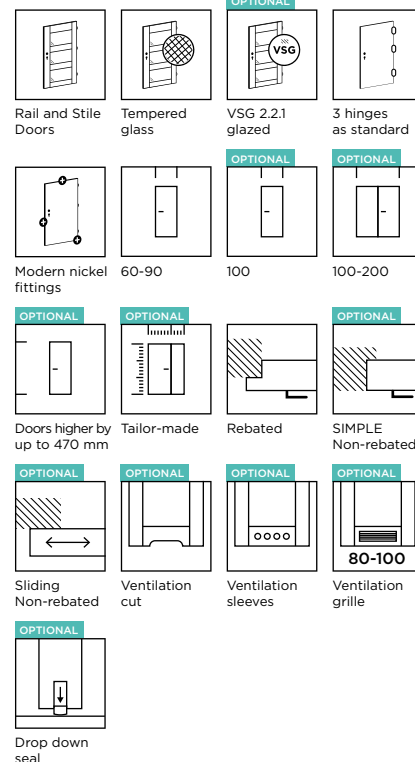 OPTIONAL
VSG
Rail and Stile
Doors
Tempered
glass
VSG 2.2.1
glazed
3 hinges
as standard
OPTIONAL
OPTIONAL
Modern nickel
fittings
60-90
100
100-200
OPTIONAL
OPTIONAL
OPTIONAL
Doors higher by
up to 470 mm
Tailor-made
Rebated
SIMPLE
Non-rebated
OPTIONAL
OPTIONAL
OPTIONAL
OPTIONAL
80-100
Sliding
Non-rebated
Ventilation
cut
Ventilation
sleeves
Ventilation
grille
OPTIONAL
Drop down
seal